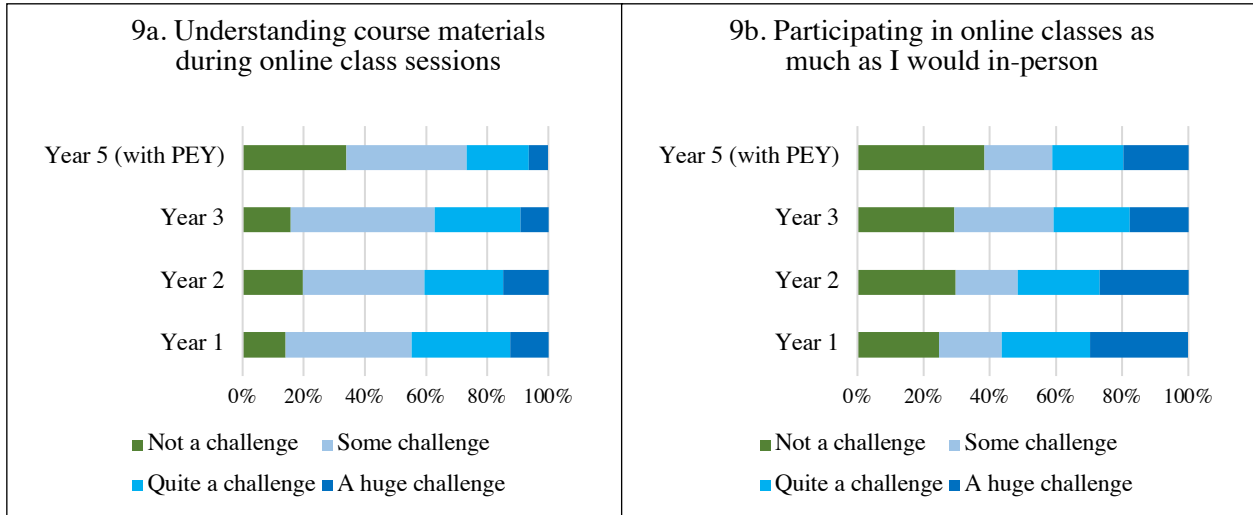 9a. Understanding course materials
during online class sessions
Year 5 (with PEY)
Year 3
Year 2
Year 1
0% 20% 40% 60% 80% 100%
Not a challenge Some challenge
Quite a challenge A huge challenge
9b. Participating in online classes as
much as I would in-person
Year 5 (with PEY)
Year 3
Year 2
Year 1
0% 20% 40% 60% 80% 100%
Not a challenge Some challenge
Quite a challenge A huge challenge